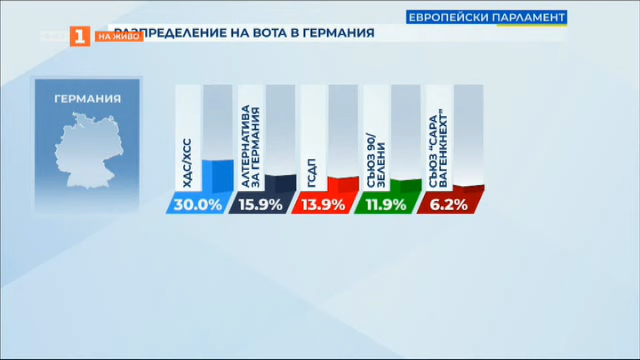 ЕВРОПЕЙСКИ ПАРЛАМЕНТ
1 НА ЖИВО
РАЗПРЕДЕЛЕНИЕ НА ВОТА В ГЕРМАНИЯ
ГЕРМАНИЯ
ХДС/ХСС
АЛТЕРНАТИВА
ЗА ГЕРМАНИЯ
ГСДП
СЪЮЗ 90/
ЗЕЛЕНИ
СЪЮЗ "САРА
ВАГЕНКНЕХТ"
30.0% 15.9% 13.9% 11.9% 6.2%